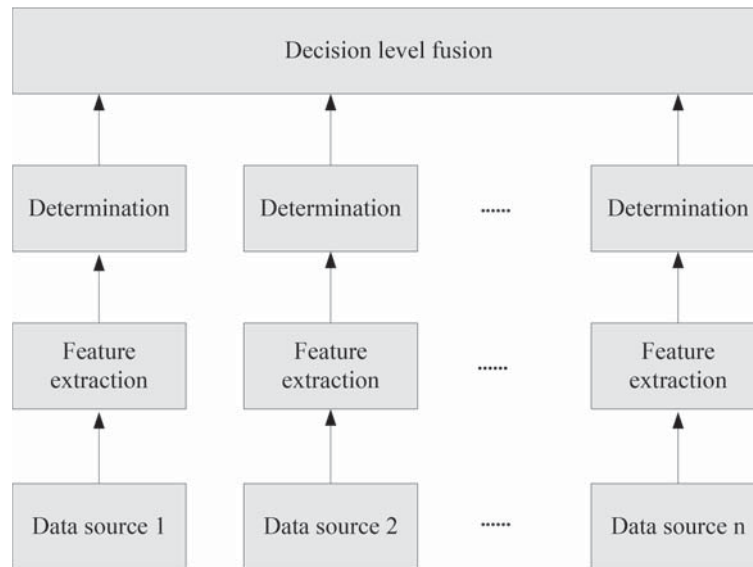 Decision level fusion
Determination Determination ...... Determination
Feature extraction Feature extraction ...... Feature extraction
Data source 1 Data source 2 ...... Data source n